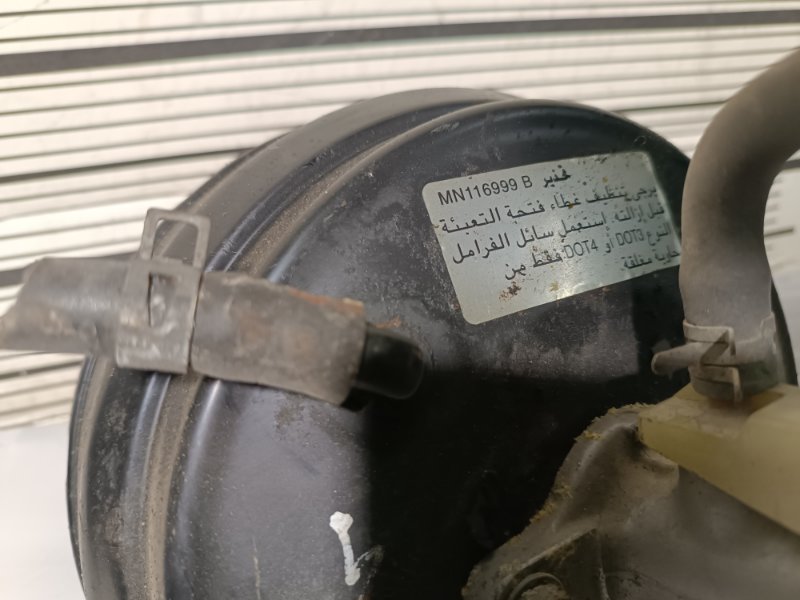 MN116999 B تحذير
يرجى تنظيف غطاء فتحة التعبئة
قبل إزالته. استعمل سائل الفرامل
النوع DOT3 أو DOT4 فقط من
حاوية مغلقة